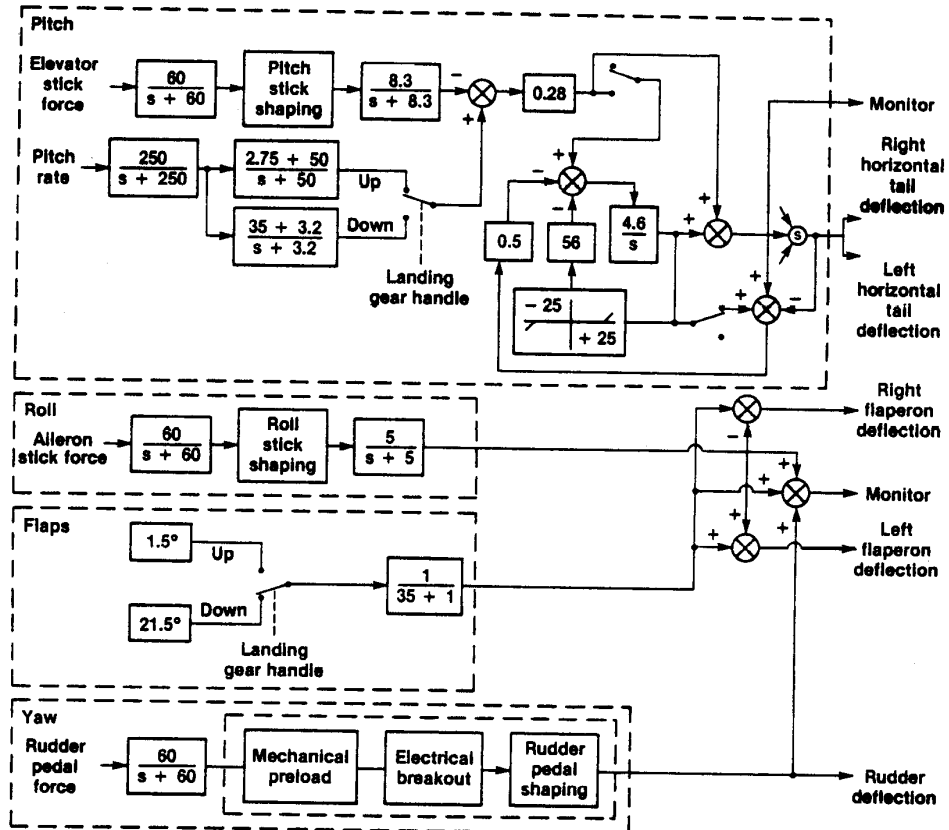 Pitch
Elevator
stick
force
60
s + 60
Pitch
stick
shaping
8.3
s + 8.3
−
+
0.28
Monitor
Pitch
rate
250
s + 250
2.75 + 50
s + 50
Up
35 + 3.2
s + 3.2
Down
Landing
gear handle
+
−
−
0.5
56
4.6
s
+
+
s
Right
horizontal
tail
deflection
Left
horizontal
tail
deflection
− 25
+ 25
+
+
−
Roll
Aileron
stick force
60
s + 60
Roll
stick
shaping
5
s + 5
Right
flaperon
deflection
+
−
+
+
+
Monitor
+
+
Left
flaperon
deflection
Flaps
1.5°
Up
21.5°
Down
Landing
gear handle
1
35 + 1
Yaw
Rudder
pedal
force
60
s + 60
Mechanical
preload
Electrical
breakout
Rudder
pedal
shaping
Rudder
deflection